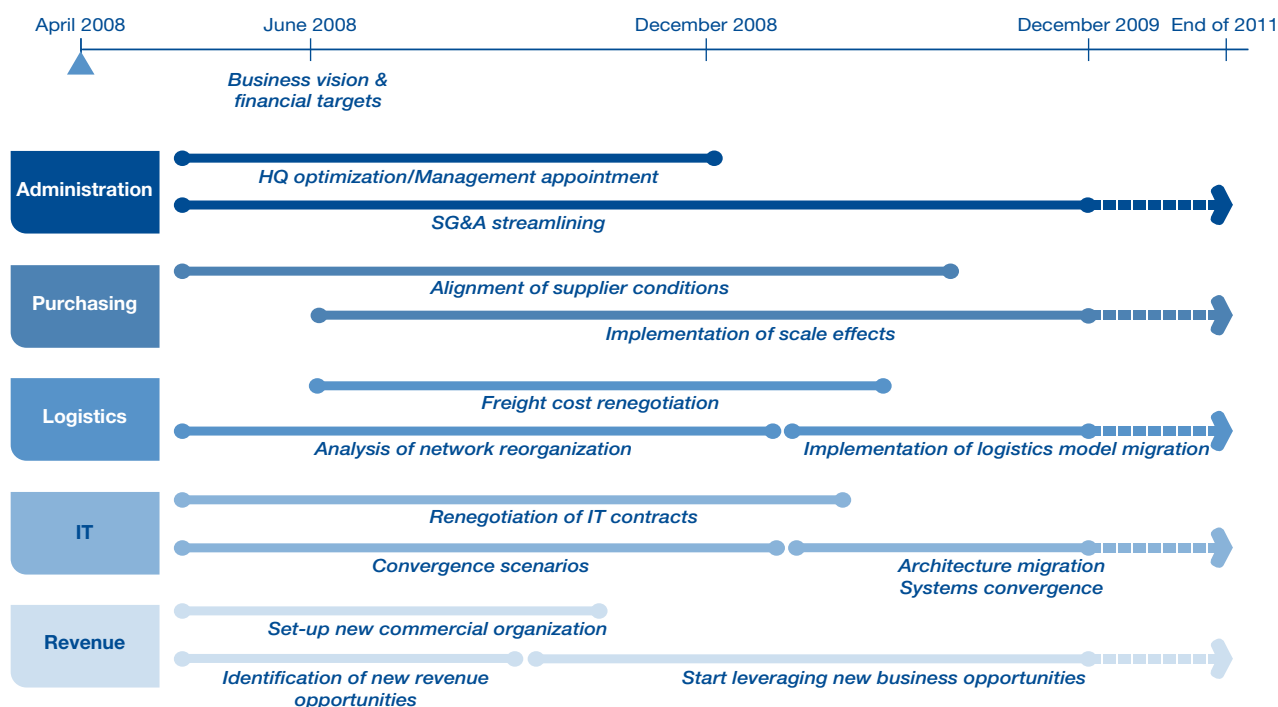 April 2008
June 2008
December 2008
December 2009
End of 2011
Business vision &
financial targets
Administration
HQ optimization/Management appointment
SG&A streamlining
Purchasing
Alignment of supplier conditions
Implementation of scale effects
Logistics
Freight cost renegotiation
Analysis of network reorganization
Implementation of logistics model migration
IT
Renegotiation of IT contracts
Convergence scenarios
Architecture migration
Systems convergence
Revenue
Set-up new commercial organization
Identification of new revenue
opportunities
Start leveraging new business opportunities